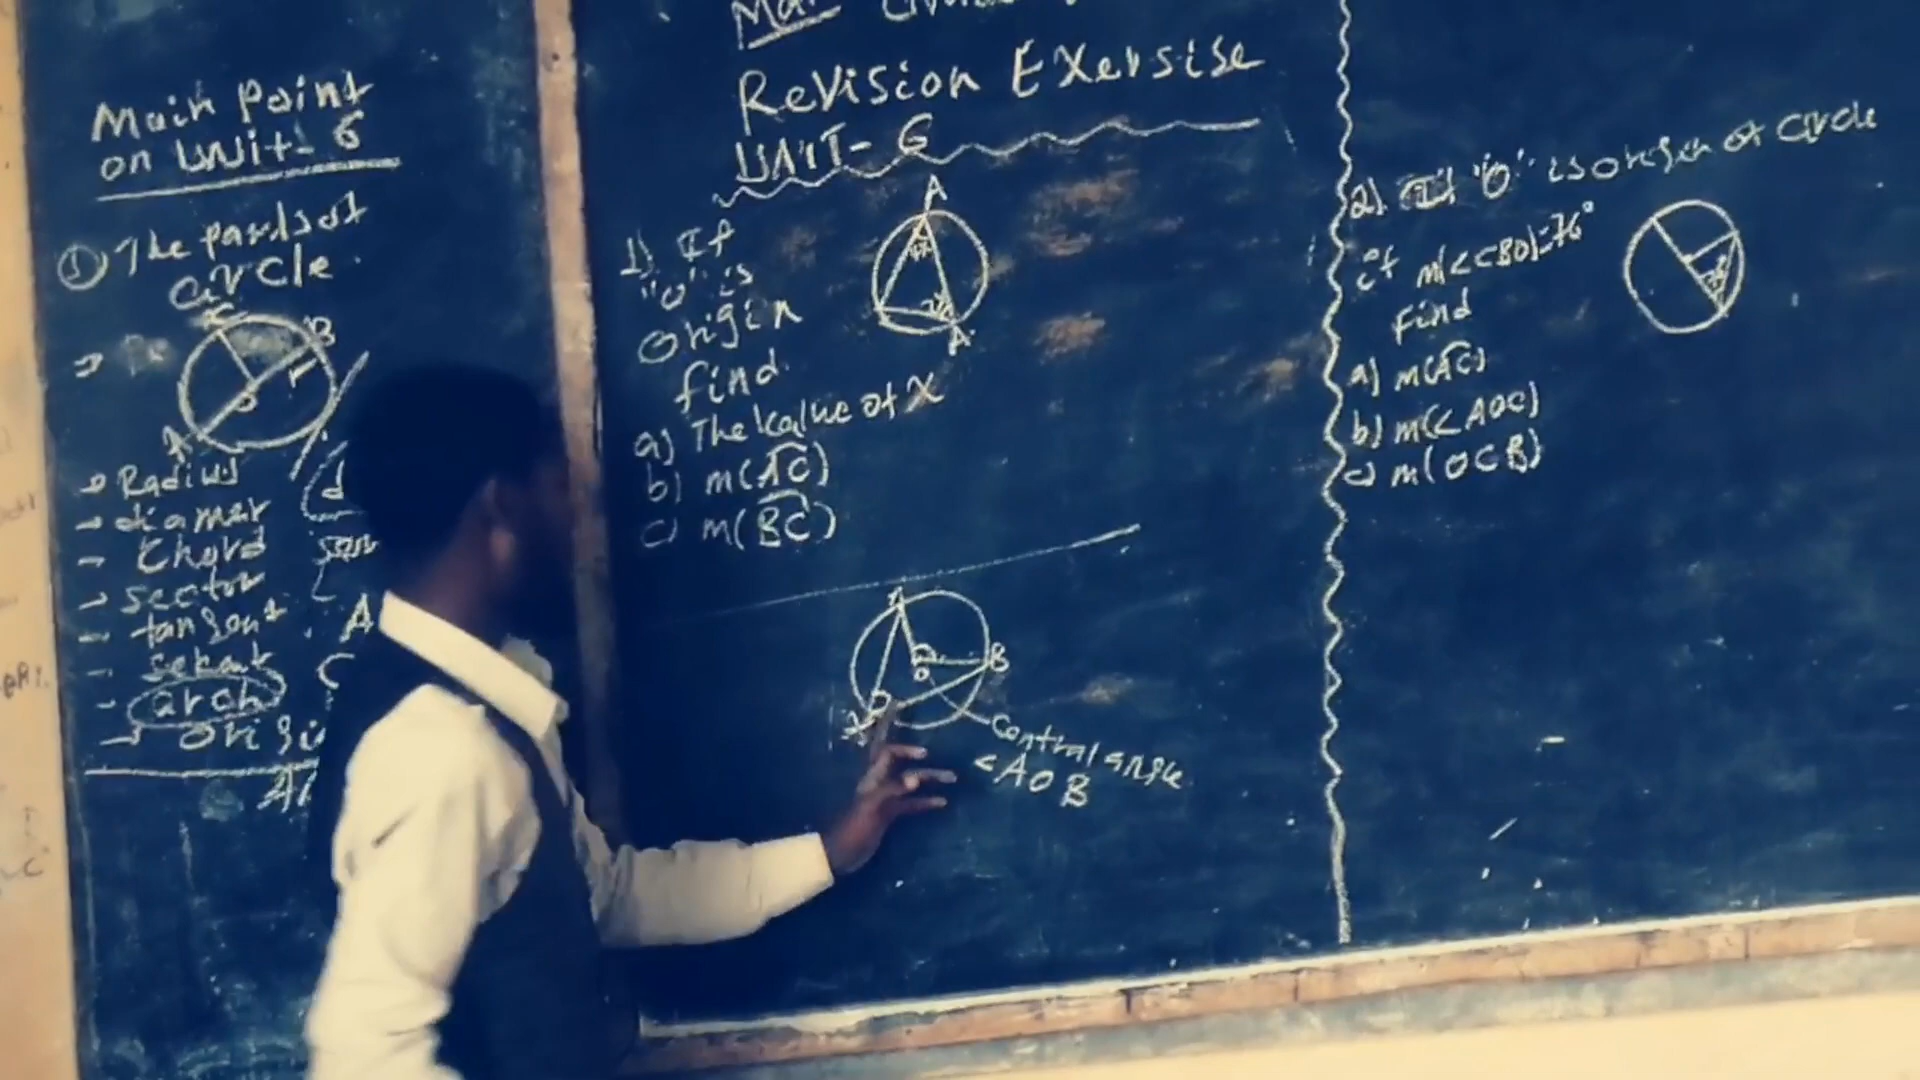 Main Point
on UNit- 6
① The parts of
circle.
C
B
r
O
A
Radius
diamer
Chord
sector
tangent
sekant
arch
A
C
Revision Exersise
UNIT- 6
1) If
"O" is
origin
find.
a) The value of X
b) m(AC)
c) m(BC)
A
A
A
B
O
Central angle
<AOB
2) If "O" is origin of circle
if m(<CBO)=76°
find
a) m(AC)
b) m(<AOC)
c) m(OCB)